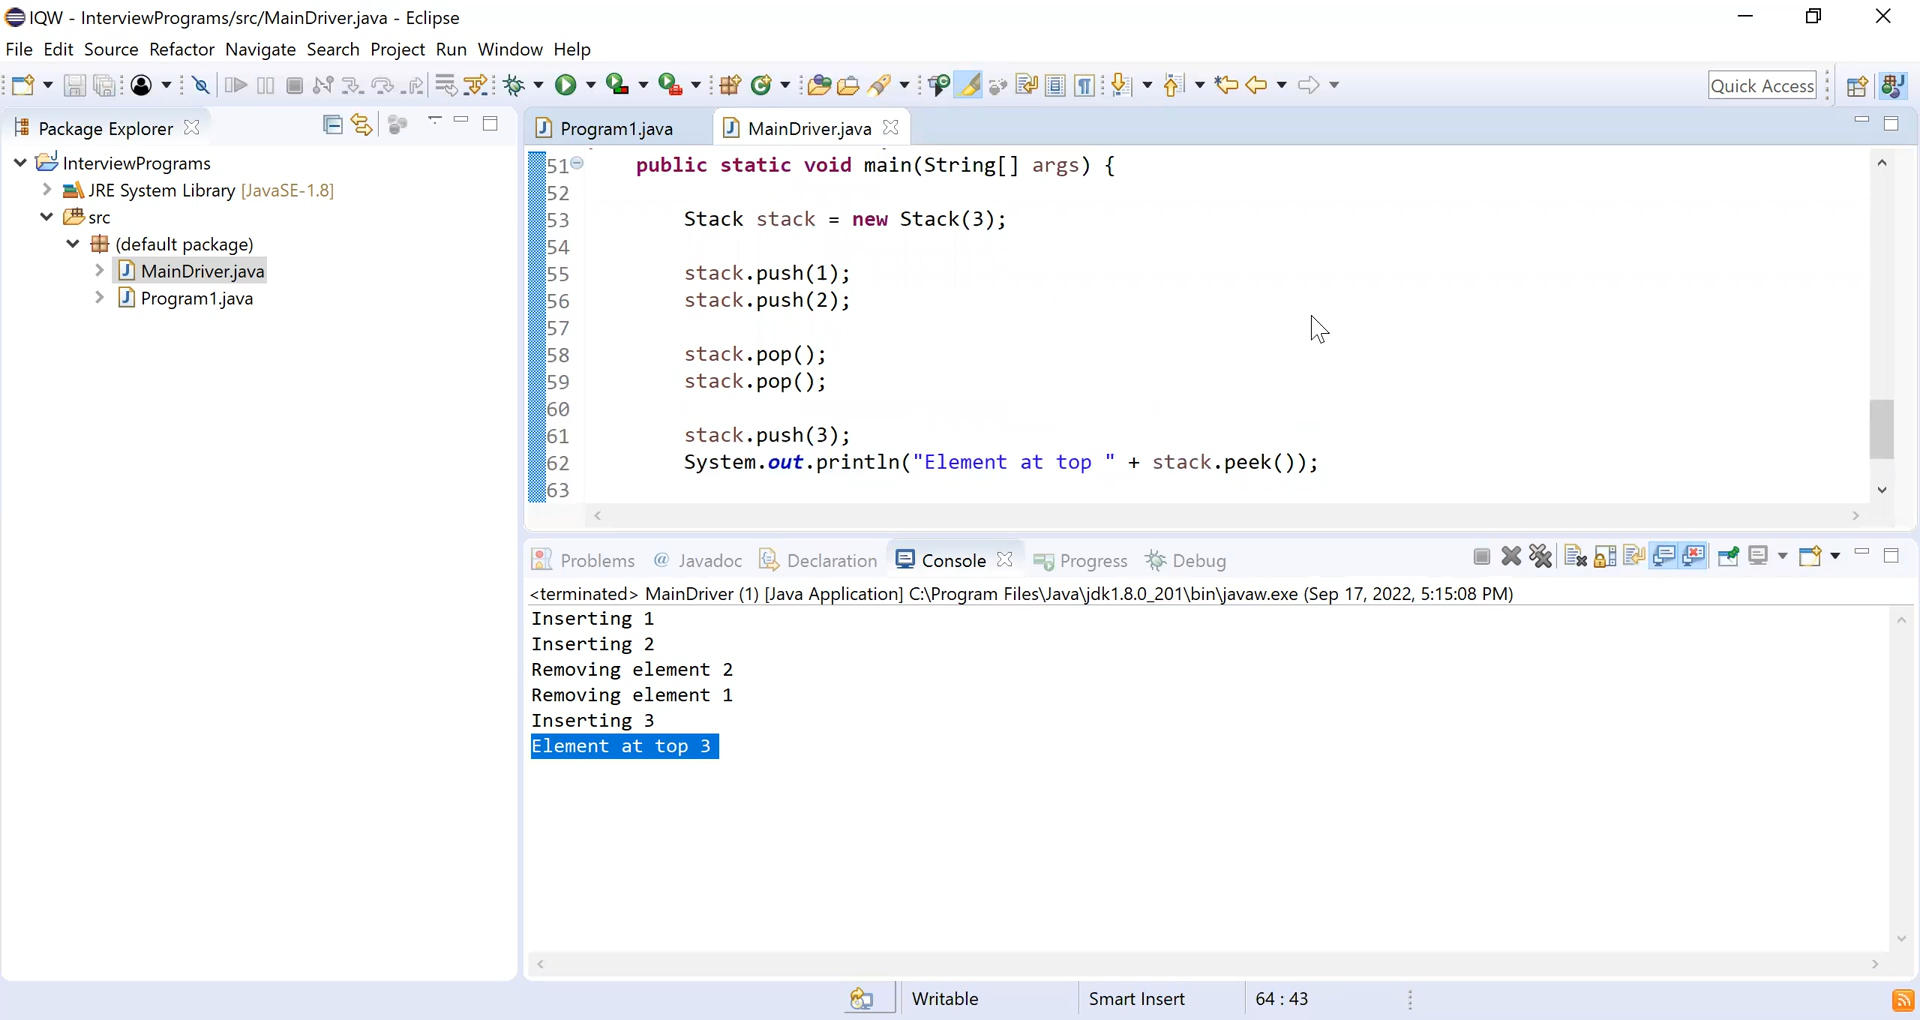 IQW - InterviewPrograms/src/MainDriver.java - Eclipse
File Edit Source Refactor Navigate Search Project Run Window Help
Quick Access
Package Explorer
InterviewPrograms
JRE System Library [JavaSE-1.8]
src
(default package)
MainDriver.java
Program1.java
Program1.java MainDriver.java
51 public static void main(String[] args) {
52
53 Stack stack = new Stack(3);
54
55 stack.push(1);
56 stack.push(2);
57
58 stack.pop();
59 stack.pop();
60
61 stack.push(3);
62 System.out.println("Element at top " + stack.peek());
63
Problems @ Javadoc Declaration Console Progress Debug
<terminated> MainDriver (1) [Java Application] C:\Program Files\Java\jdk1.8.0_201\bin\javaw.exe (Sep 17, 2022, 5:15:08 PM)
Inserting 1
Inserting 2
Removing element 2
Removing element 1
Inserting 3
Element at top 3
Writable Smart Insert 64 : 43